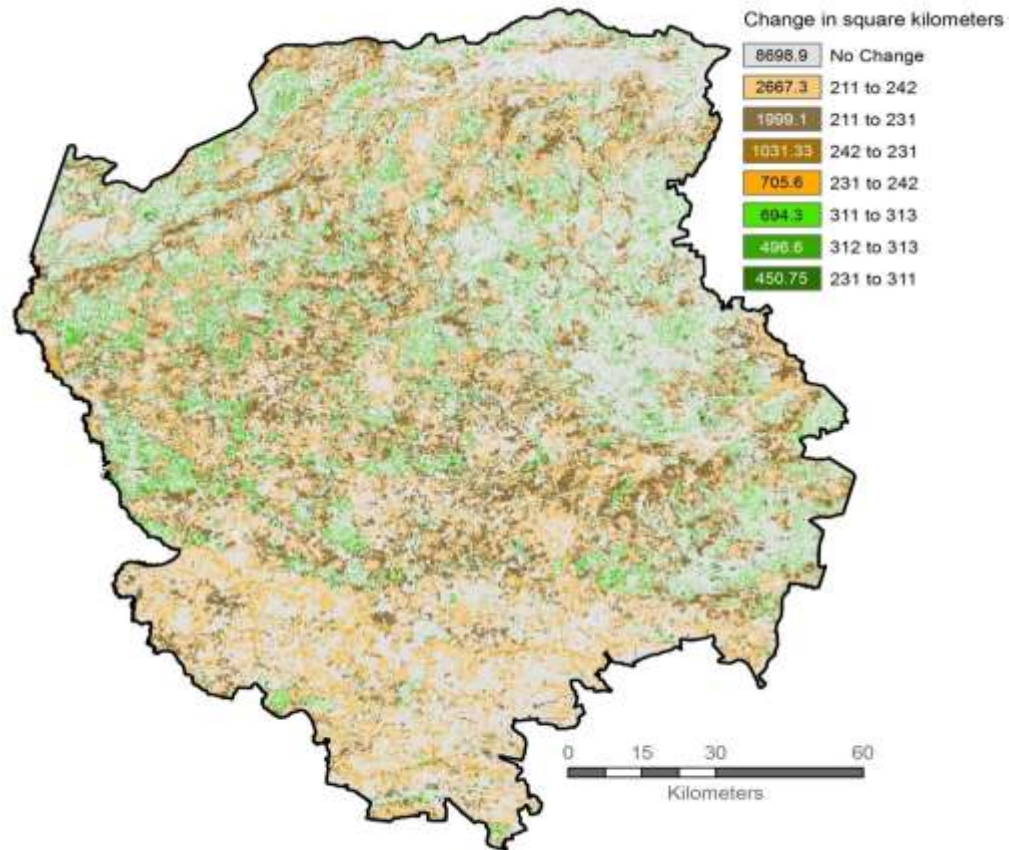 Change in square kilometers
8698.9 No Change
2667.3 211 to 242
1999.1 211 to 231
1031.33 242 to 231
705.6 231 to 242
694.3 311 to 313
496.6 312 to 313
450.75 231 to 311
0 15 30 60
Kilometers